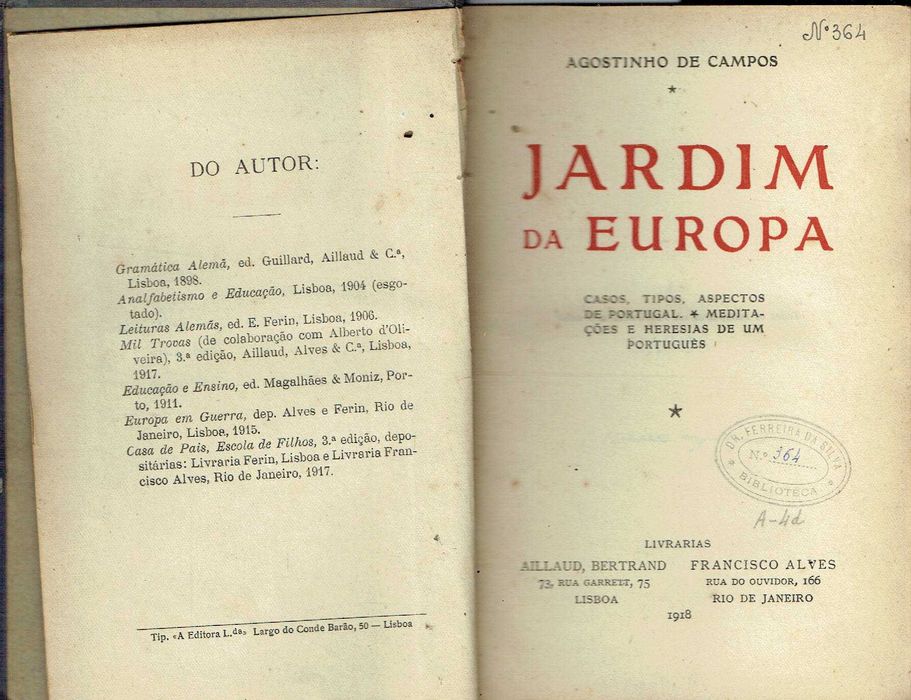 DO AUTOR:
Gramática Alemã, ed. Guillard, Aillaud & C.ª,
Lisboa, 1898.
Analfabetismo e Educação, Lisboa, 1904 (esgo-
tado).
Leituras Alemãs, ed. E. Ferin, Lisboa, 1906.
Mil Trovas (de colaboração com Alberto d'Oli-
veira), 3.ª edição, Aillaud, Alves & C.ª, Lisboa,
1917.
Educação e Ensino, ed. Magalhães & Moniz, Por-
to, 1911.
Europa em Guerra, dep. Alves e Ferin, Rio de
Janeiro, Lisboa, 1915.
Casa de Pais, Escola de Filhos, 3.ª edição, depo-
sitárias: Livraria Ferin, Lisboa e Livraria Fran-
cisco Alves, Rio de Janeiro, 1917.
Tip. «A Editora L.da» Largo do Conde Barão, 50 — Lisboa
Nº 364
AGOSTINHO DE CAMPOS
*
JARDIM
DA EUROPA
CASOS, TIPOS, ASPECTOS
DE PORTUGAL. * MEDITA-
ÇÕES E HERESIAS DE UM
PORTUGUÊS
*
DR. FERREIRA DA SILVA
N.º 364
* BIBLIOTECA *
A-4d
LIVRARIAS
AILLAUD, BERTRAND FRANCISCO ALVES
73, RUA GARRETT, 75 RUA DO OUVIDOR, 166
LISBOA RIO DE JANEIRO
1918